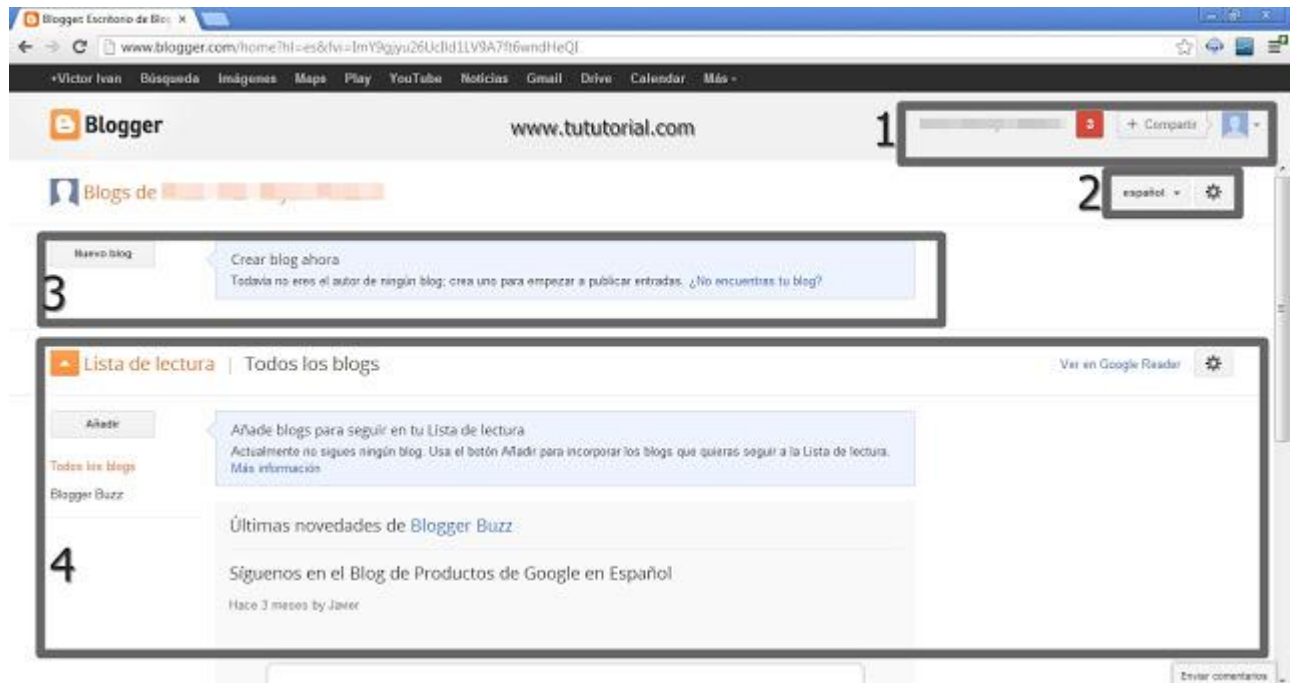 Blogger: Escritorio de Blog
www.blogger.com/home?hl=es&fvi=
+Victor Ivan Búsqueda Imágenes Maps Play YouTube Noticias Gmail Drive Calendar Más
Blogger
www.tututorial.com
1
3
+ Compartir
Blogs de
2
español
Nuevo blog
Crear blog ahora
Todavía no eres el autor de ningún blog; crea uno para empezar a publicar entradas. ¿No encuentras tu blog?
3
Lista de lectura | Todos los blogs
Ver en Google Reader
Añadir
Añade blogs para seguir en tu Lista de lectura
Actualmente no sigues ningún blog. Usa el botón Añadir para incorporar los blogs que quieras seguir a la Lista de lectura.
Más información
Todos los blogs
Blogger Buzz
Últimas novedades de Blogger Buzz
4
Síguenos en el Blog de Productos de Google en Español
Hace 3 meses by Javier
Enviar comentarios